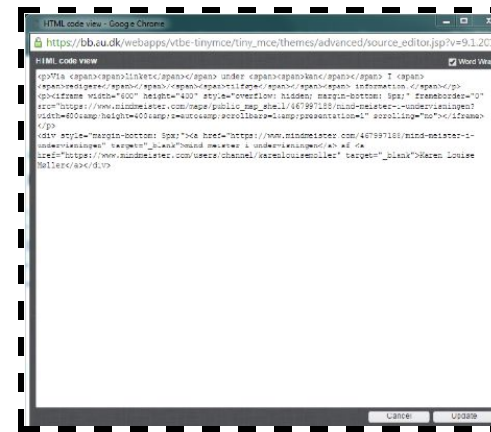 HTML code view - Google Chrome
https://bb.au.dk/webapps/vtbe-tinymce/tiny_mce/themes/advanced/source_editor.jsp?v=9.1.20
HTML code view
Word Wra
<p>Via <span><span>linket</span></span> under <span><span>kan</span></span> I <span>
<span>redigere</span></span>/<span><span>tilføje</span></span><span> information.</span></p>
<p><iframe width="600" height="400" style="overflow: hidden; margin-bottom: 5px;" frameborder="0"
src="https://www.mindmeister.com/maps/public_map_shell/467997188/mind-meister-i-undervisningen?
width=600&amp;height=400&amp;z=auto&amp;scrollbars=1&amp;presentation=1" scrolling="no"></iframe>
</p>
<div style="margin-bottom: 5px;"><a href="https://www.mindmeister.com/467997188/mind-meister-i-
undervisningen" target="_blank">mind meister i undervisningen</a> af <a
href="https://www.mindmeister.com/users/channel/karenlouisemoller" target="_blank">Karen Louise
Møller</a></div>
Cancel
Update